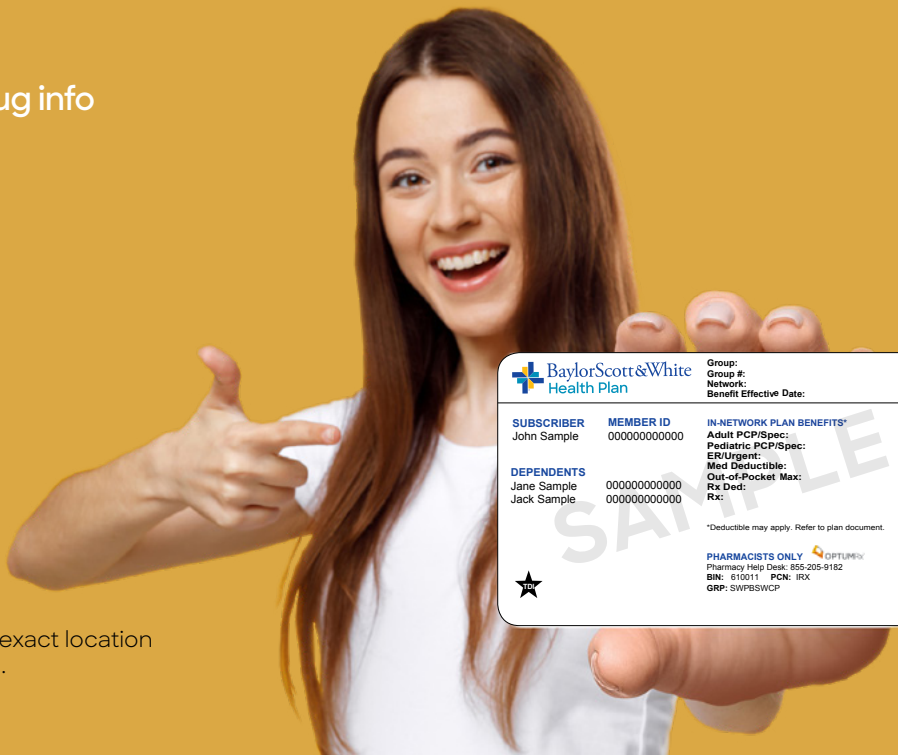 ug info
BaylorScott&White
Health Plan
Group:
Group #:
Network:
Benefit Effective Date:
SUBSCRIBER MEMBER ID
John Sample 000000000000
DEPENDENTS
Jane Sample 000000000000
Jack Sample 000000000000
TDI
IN-NETWORK PLAN BENEFITS*
Adult PCP/Spec:
Pediatric PCP/Spec:
ER/Urgent:
Med Deductible:
Out-of-Pocket Max:
Rx Ded:
Rx:
*Deductible may apply. Refer to plan document.
PHARMACISTS ONLY OPTUMRx
Pharmacy Help Desk: 855-205-9182
BIN: 610011 PCN: IRX
GRP: SWPBSWCP
SAMPLE
exact location
.